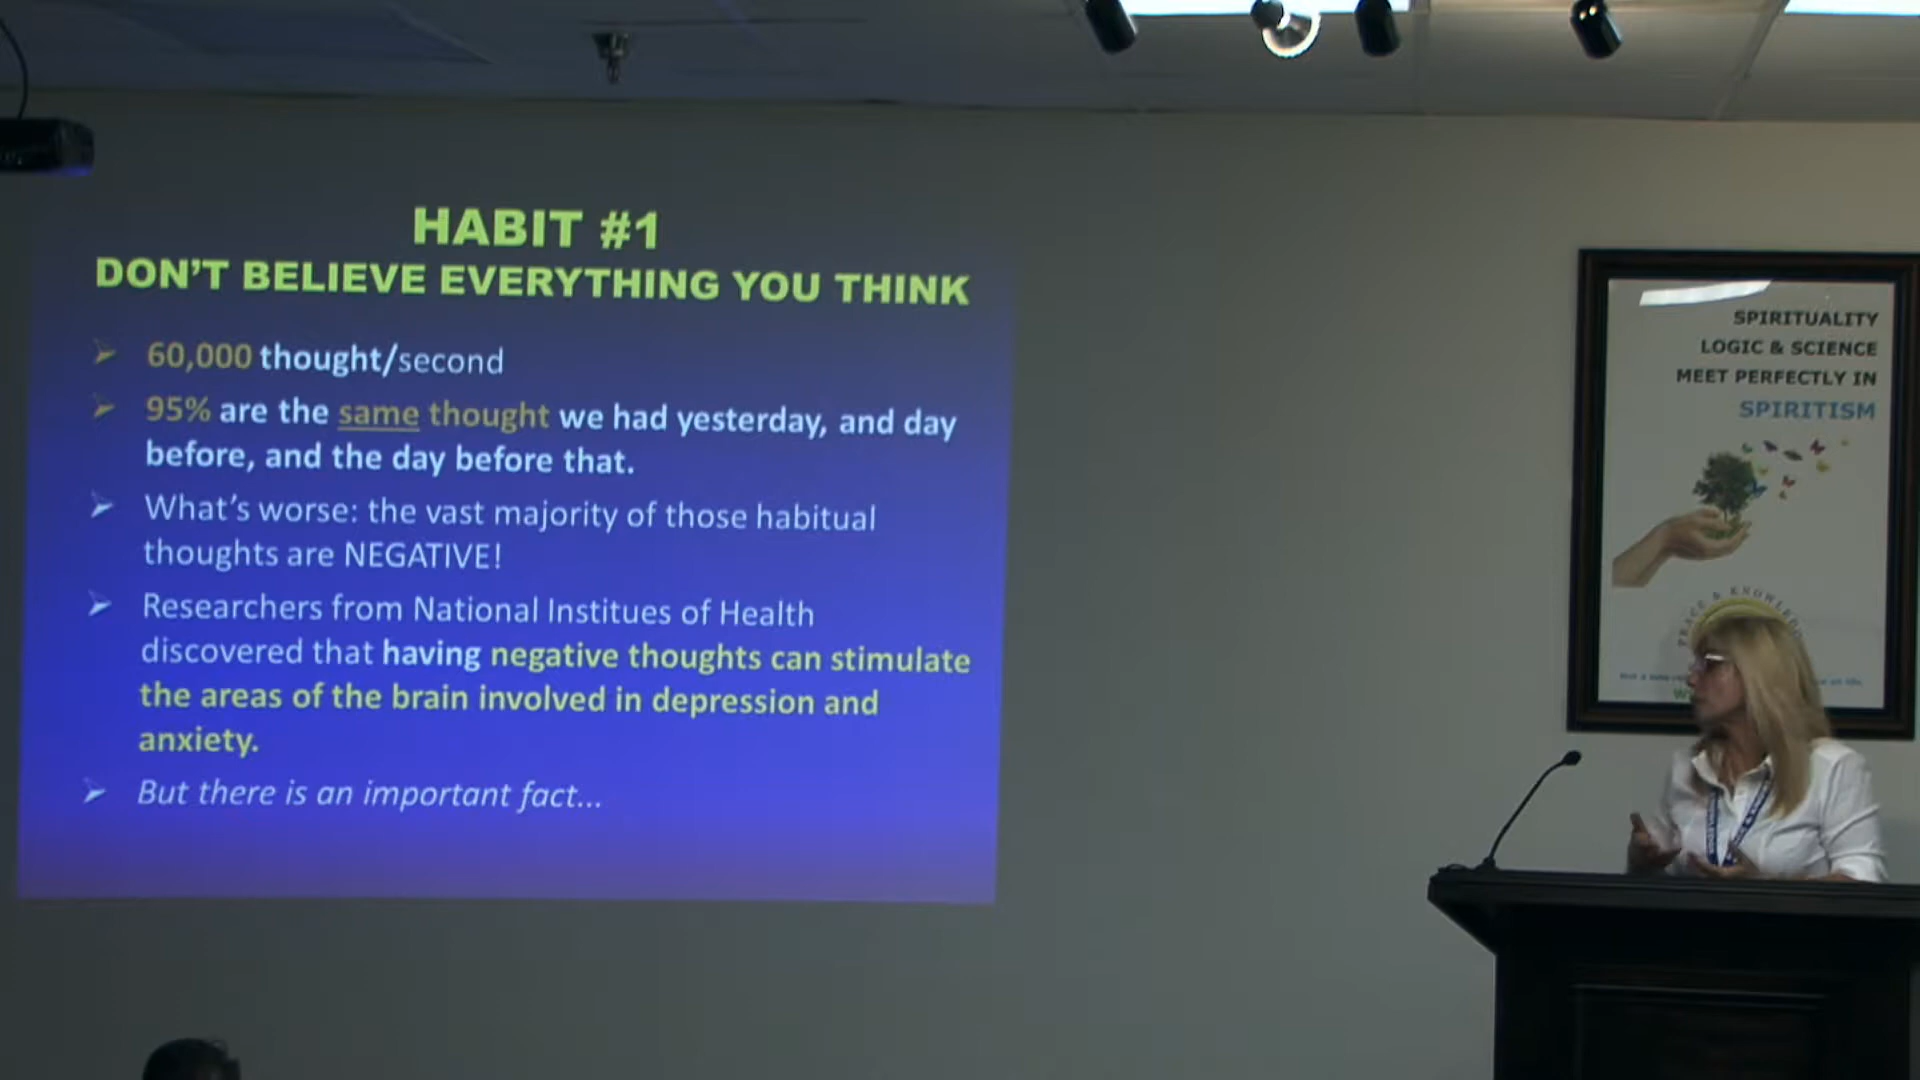 HABIT #1
DON'T BELIEVE EVERYTHING YOU THINK
60,000 thought/second
95% are the same thought we had yesterday, and day
before, and the day before that.
What's worse: the vast majority of those habitual
thoughts are NEGATIVE!
Researchers from National Institues of Health
discovered that having negative thoughts can stimulate
the areas of the brain involved in depression and
anxiety.
But there is an important fact...
SPIRITUALITY
LOGIC & SCIENCE
MEET PERFECTLY IN
SPIRITISM
PEACE & KNOWLEDG